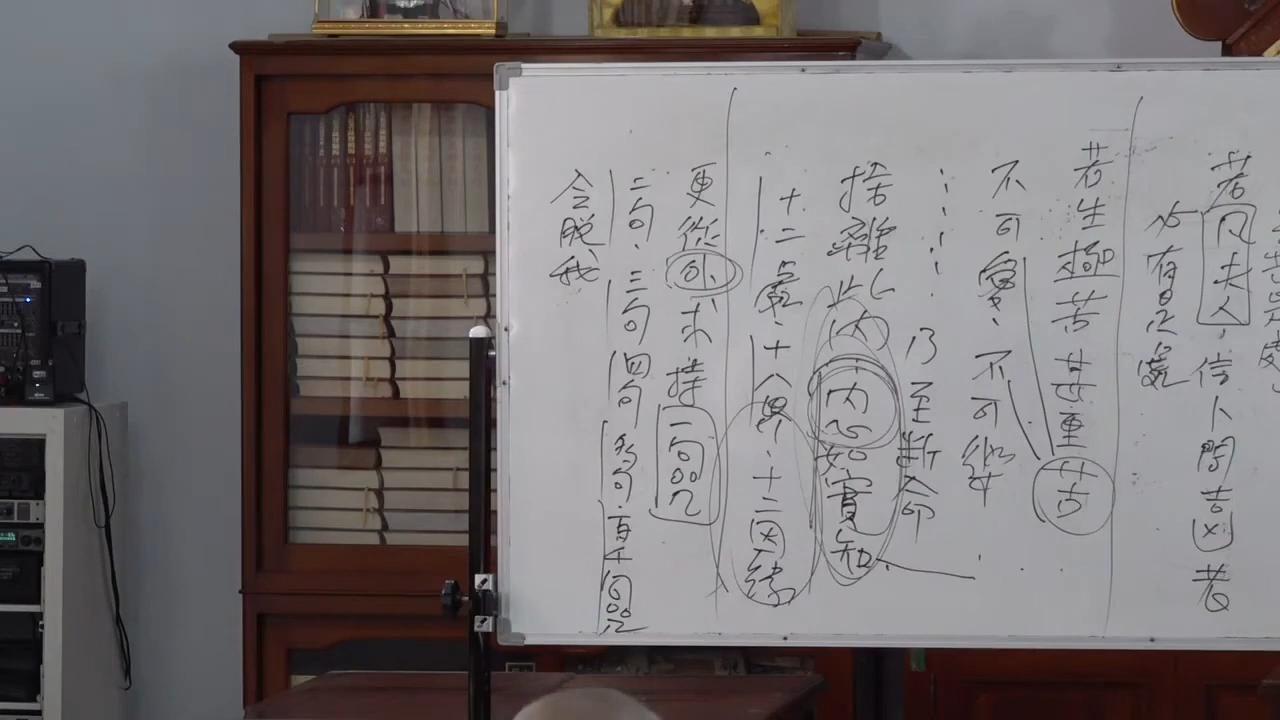 若凡夫人，信卜問吉凶者
必有是處
若生極苦甚重苦
不可愛、不可樂
乃至斷命
捨離此內內心如實知
十二處、十八界、十二因緣
更從外求持一句咒
二句、三句四句多句、百千句咒
令脫我